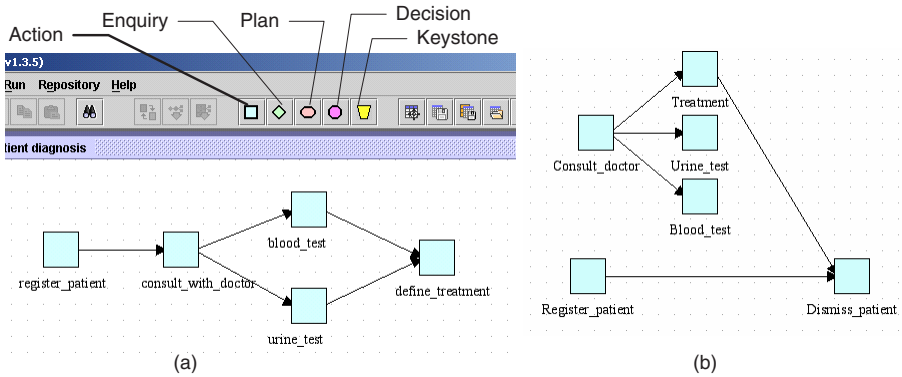 Action
Enquiry
Plan
Decision
Keystone
v1.3.5)
Run Repository Help
tient diagnosis
register_patient
consult_with_doctor
blood_test
urine_test
define_treatment
(a)
Treatment
Consult_doctor
Urine_test
Blood_test
Register_patient
Dismiss_patient
(b)